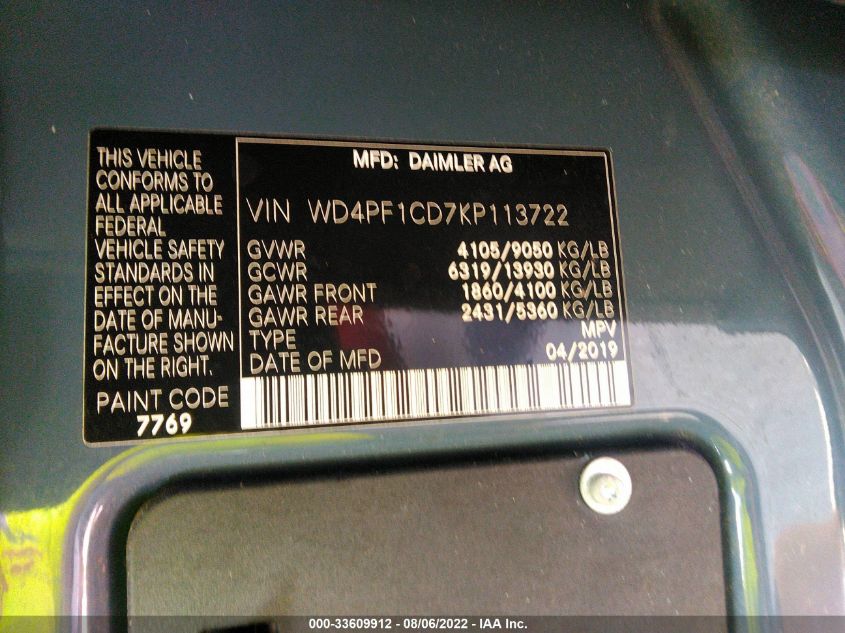 THIS VEHICLE
CONFORMS TO
ALL APPLICABLE
FEDERAL
VEHICLE SAFETY
STANDARDS IN
EFFECT ON THE
DATE OF MANU-
FACTURE SHOWN
ON THE RIGHT.
PAINT CODE
7769
MFD: DAIMLER AG
VIN WD4PF1CD7KP113722
GVWR 4105/9050 KG/LB
GCWR 6319/13930 KG/LB
GAWR FRONT 1860/4100 KG/LB
GAWR REAR 2431/5360 KG/LB
TYPE MPV
DATE OF MFD 04/2019
000-33609912 - 08/06/2022 - IAA Inc.